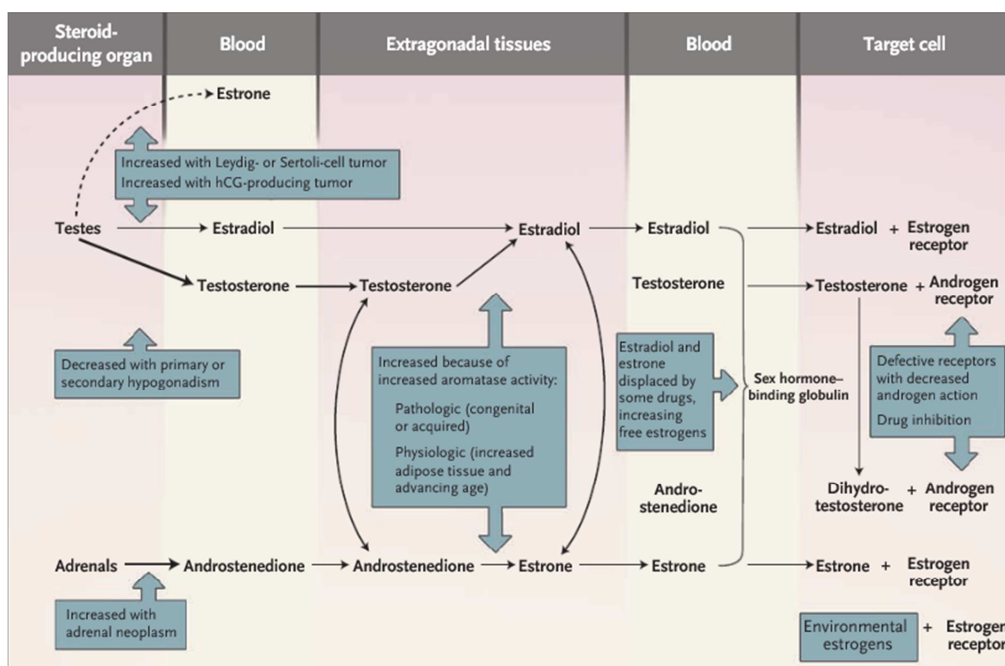 Steroid-
producing organ
Blood
Extragonadal tissues
Blood
Target cell
Estrone
Increased with Leydig- or Sertoli-cell tumor
Increased with hCG-producing tumor
Testes
Estradiol
Estradiol
Estradiol
Estradiol + Estrogen
receptor
Testosterone
Testosterone
Testosterone
Testosterone + Androgen
receptor
Decreased with primary or
secondary hypogonadism
Increased because of
increased aromatase activity:
Pathologic (congenital
or acquired)
Physiologic (increased
adipose tissue and
advancing age)
Estradiol and
estrone
displaced by
some drugs,
increasing
free estrogens
Sex hormone–
binding globulin
Defective receptors
with decreased
androgen action
Drug inhibition
Andro-
stenedione
Dihydro-
testosterone
+ Androgen
receptor
Adrenals
Androstenedione
Androstenedione
Estrone
Estrone
Estrone + Estrogen
receptor
Increased with
adrenal neoplasm
Environmental
estrogens
+ Estrogen
receptor